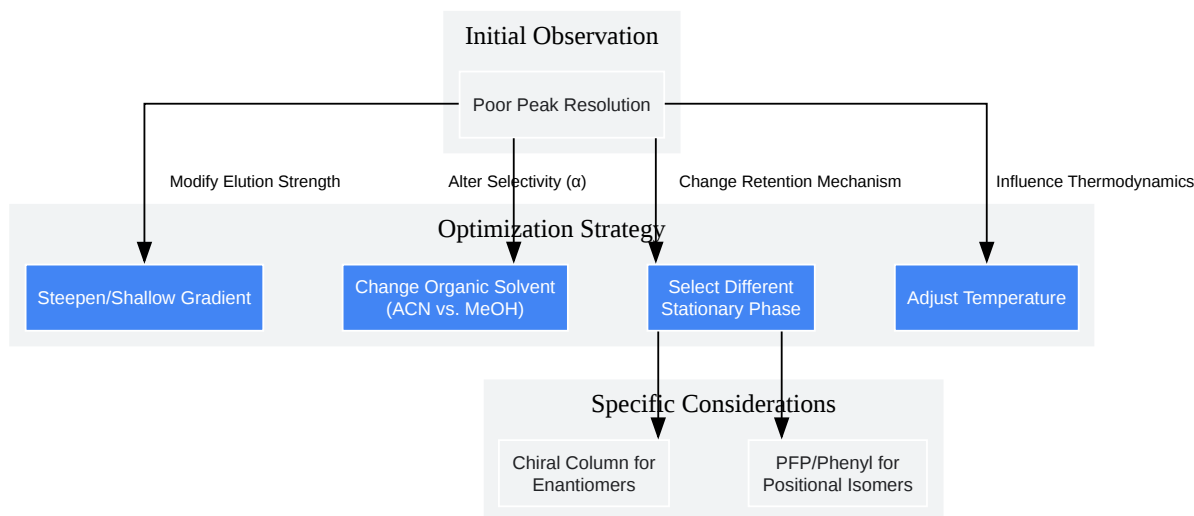 Initial Observation
Poor Peak Resolution
Modify Elution Strength
Alter Selectivity (α)
Change Retention Mechanism
Influence Thermodynamics
Optimization Strategy
Steepen/Shallow Gradient
Change Organic Solvent
(ACN vs. MeOH)
Select Different
Stationary Phase
Adjust Temperature
Specific Considerations
Chiral Column for
Enantiomers
PFP/Phenyl for
Positional Isomers